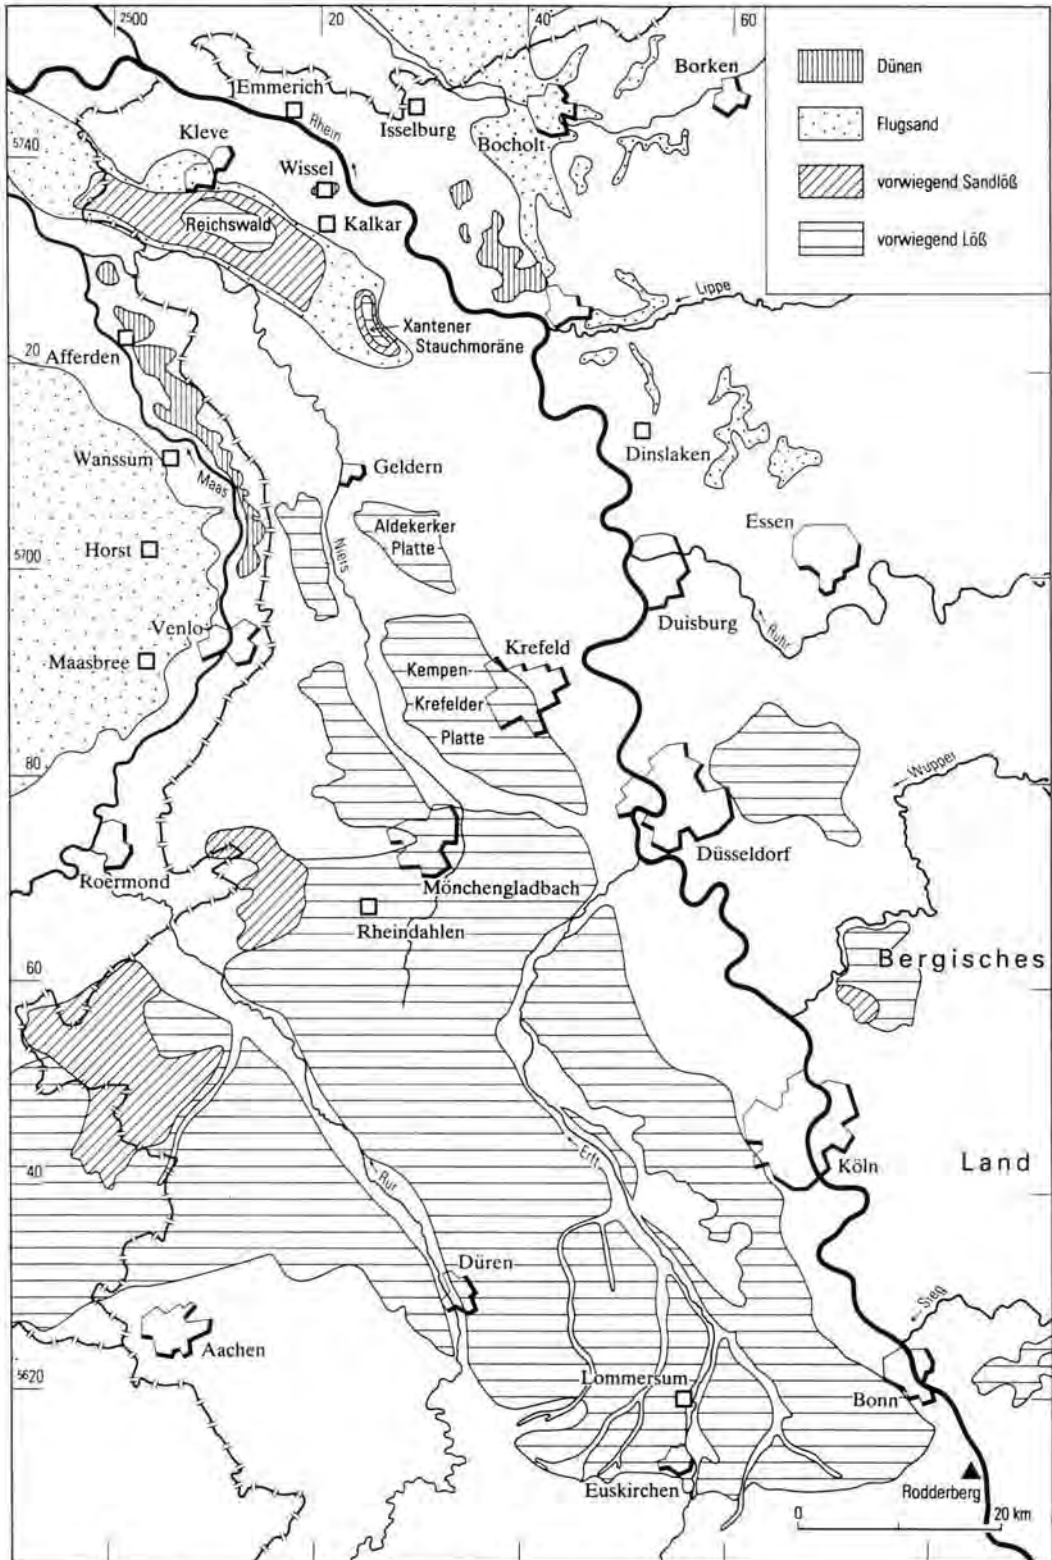 2500
20
40
60
Dünen
Flugsand
vorwiegend Sandlöß
vorwiegend Löß
Borken
Emmerich
Rhein
Isselburg
Bocholt
Kleve
5740
Wissel
Reichswald
Kalkar
Lippe
Xantener
Stauchmoräne
20
Afferden
Dinslaken
Wanssum
Maas
Geldern
Aldekerker
Platte
Essen
Horst
5700
Niers
Duisburg
Ruhr
Venlo
Krefeld
Maasbree
Kempen-
Krefelder
Platte
80
Wupper
Düsseldorf
Roermond
Mönchengladbach
Rheindahlen
60
Bergisches
Land
Erft
Köln
40
Rur
Düren
Sieg
Aachen
5620
Lommersum
Bonn
Euskirchen
Rodderberg
0
20 km